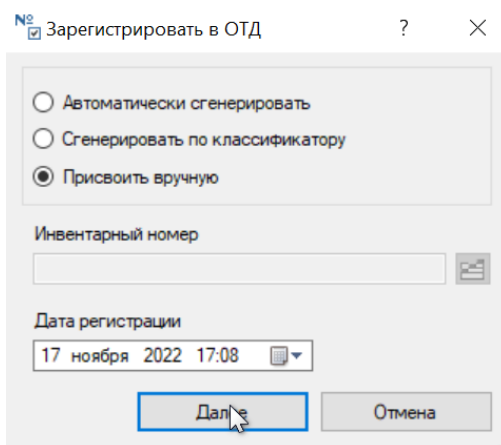 Зарегистрировать в ОТД ?
Автоматически сгенерировать
Сгенерировать по классификатору
Присвоить вручную
Инвентарный номер
Дата регистрации
17 ноября 2022 17:08
Далее Отмена